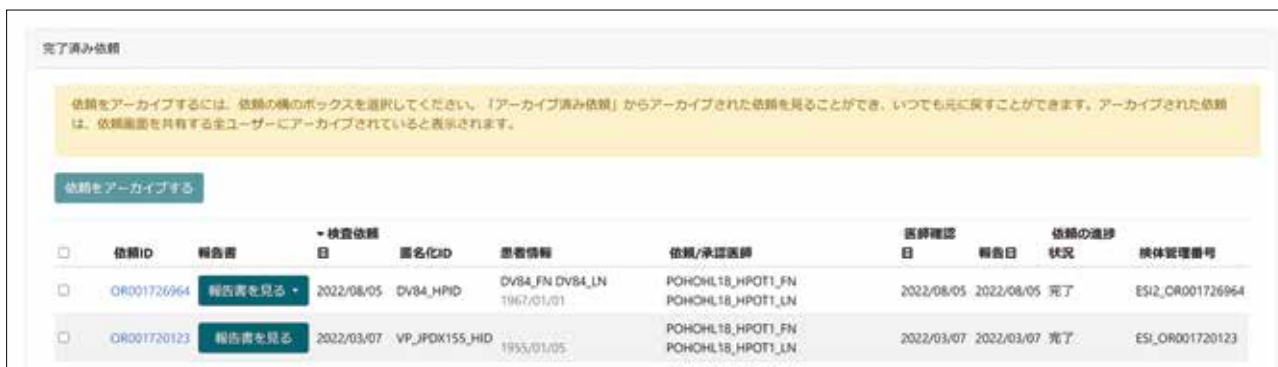 完了済み依頼
依頼をアーカイブするには、依頼の横のボックスを選択してください。「アーカイブ済み依頼」からアーカイブされた依頼を見ることができ、いつでも元に戻すことができます。アーカイブされた依頼
は、依頼画面を共有する全ユーザーにアーカイブされていると表示されます。
依頼をアーカイブする
依頼ID 報告書 検査依頼日 匿名化ID 患者情報 依頼/承認医師 医師確認日 報告日 依頼の進捗状況 検体管理番号
OR001726964 報告書を見る 2022/08/05 DV84_HPID DV84_FN DV84_LN 1967/01/01 POHOHL18_HPOT1_FN POHOHL18_HPOT1_LN 2022/08/05 2022/08/05 完了 ESI2_OR001726964
OR001720123 報告書を見る 2022/03/07 VP_JPDX155_HID 1955/01/05 POHOHL18_HPOT1_FN POHOHL18_HPOT1_LN 2022/03/07 2022/03/07 完了 ESI_OR001720123